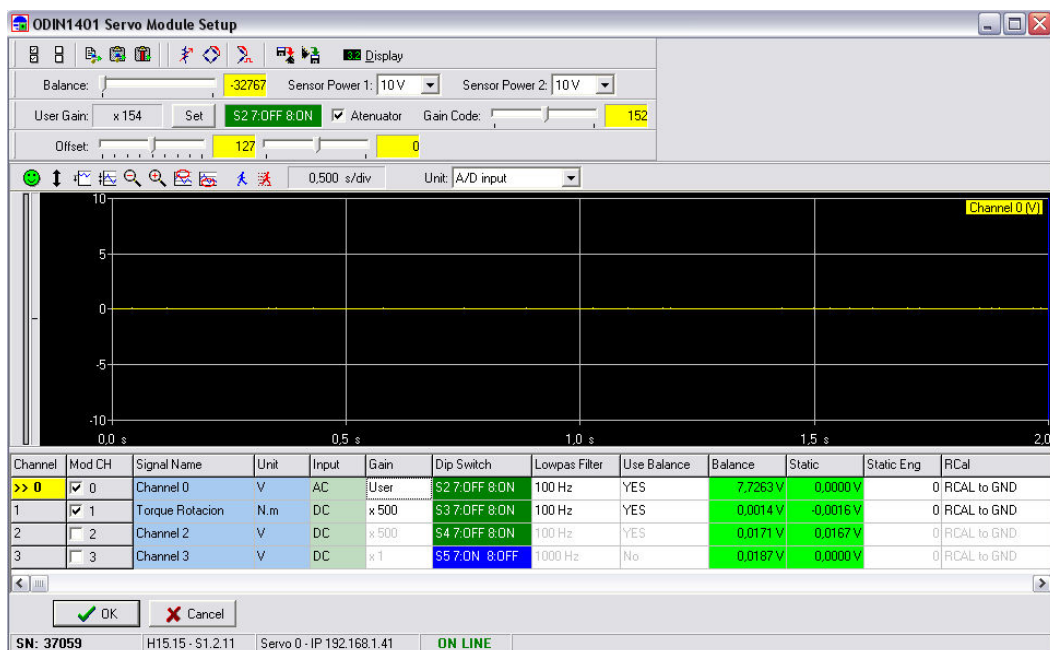 ODIN1401 Servo Module Setup
Display
Balance: -32767 Sensor Power 1: 10 V Sensor Power 2: 10 V
User Gain: x 154 Set S2 7:OFF 8:ON Atenuator Gain Code: 152
Offset: 127 0
0,500 s/div Unit: A/D input
10
Channel 0 (V)
5
0
-5
-10
0,0 s 0,5 s 1,0 s 1,5 s 2,0
Channel Mod CH Signal Name Unit Input Gain Dip Switch Lowpas Filter Use Balance Balance Static Static Eng RCal
>> 0 0 Channel 0 V AC User S2 7:OFF 8:ON 100 Hz YES 7,7263 V 0,0000 V 0 RCAL to GND
1 1 Torque Rotacion N.m DC x 500 S3 7:OFF 8:ON 100 Hz YES 0,0014 V -0,0016 V 0 RCAL to GND
2 2 Channel 2 V DC x 500 S4 7:OFF 8:ON 100 Hz YES 0,0171 V 0,0167 V 0 RCAL to GND
3 3 Channel 3 V DC x 1 S5 7:ON 8:OFF 1000 Hz No 0,0187 V 0,0000 V 0 RCAL to GND
OK Cancel
SN: 37059 H15.15 - S1.2.11 Servo 0 - IP 192.168.1.41 ON LINE